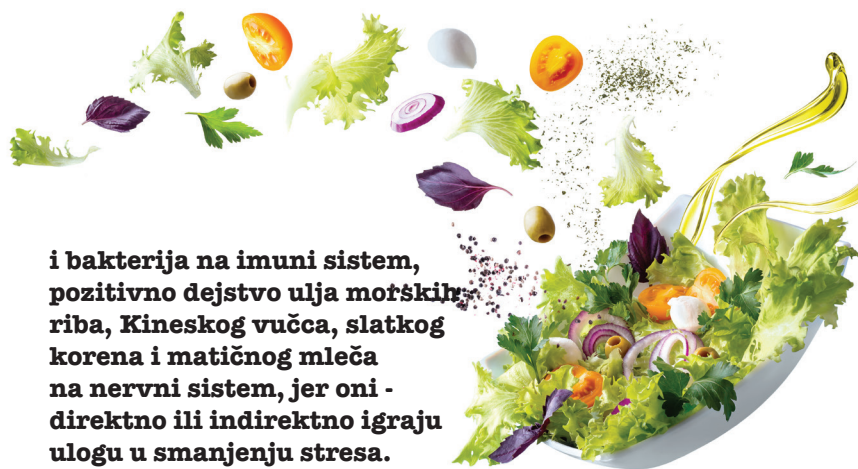 i bakterija na imuni sistem,
pozitivno dejstvo ulja morskih
riba, Kineskog vučca, slatkog
korena i matičnog mleča
na nervni sistem, jer oni -
direktno ili indirektno igraju
ulogu u smanjenju stresa.